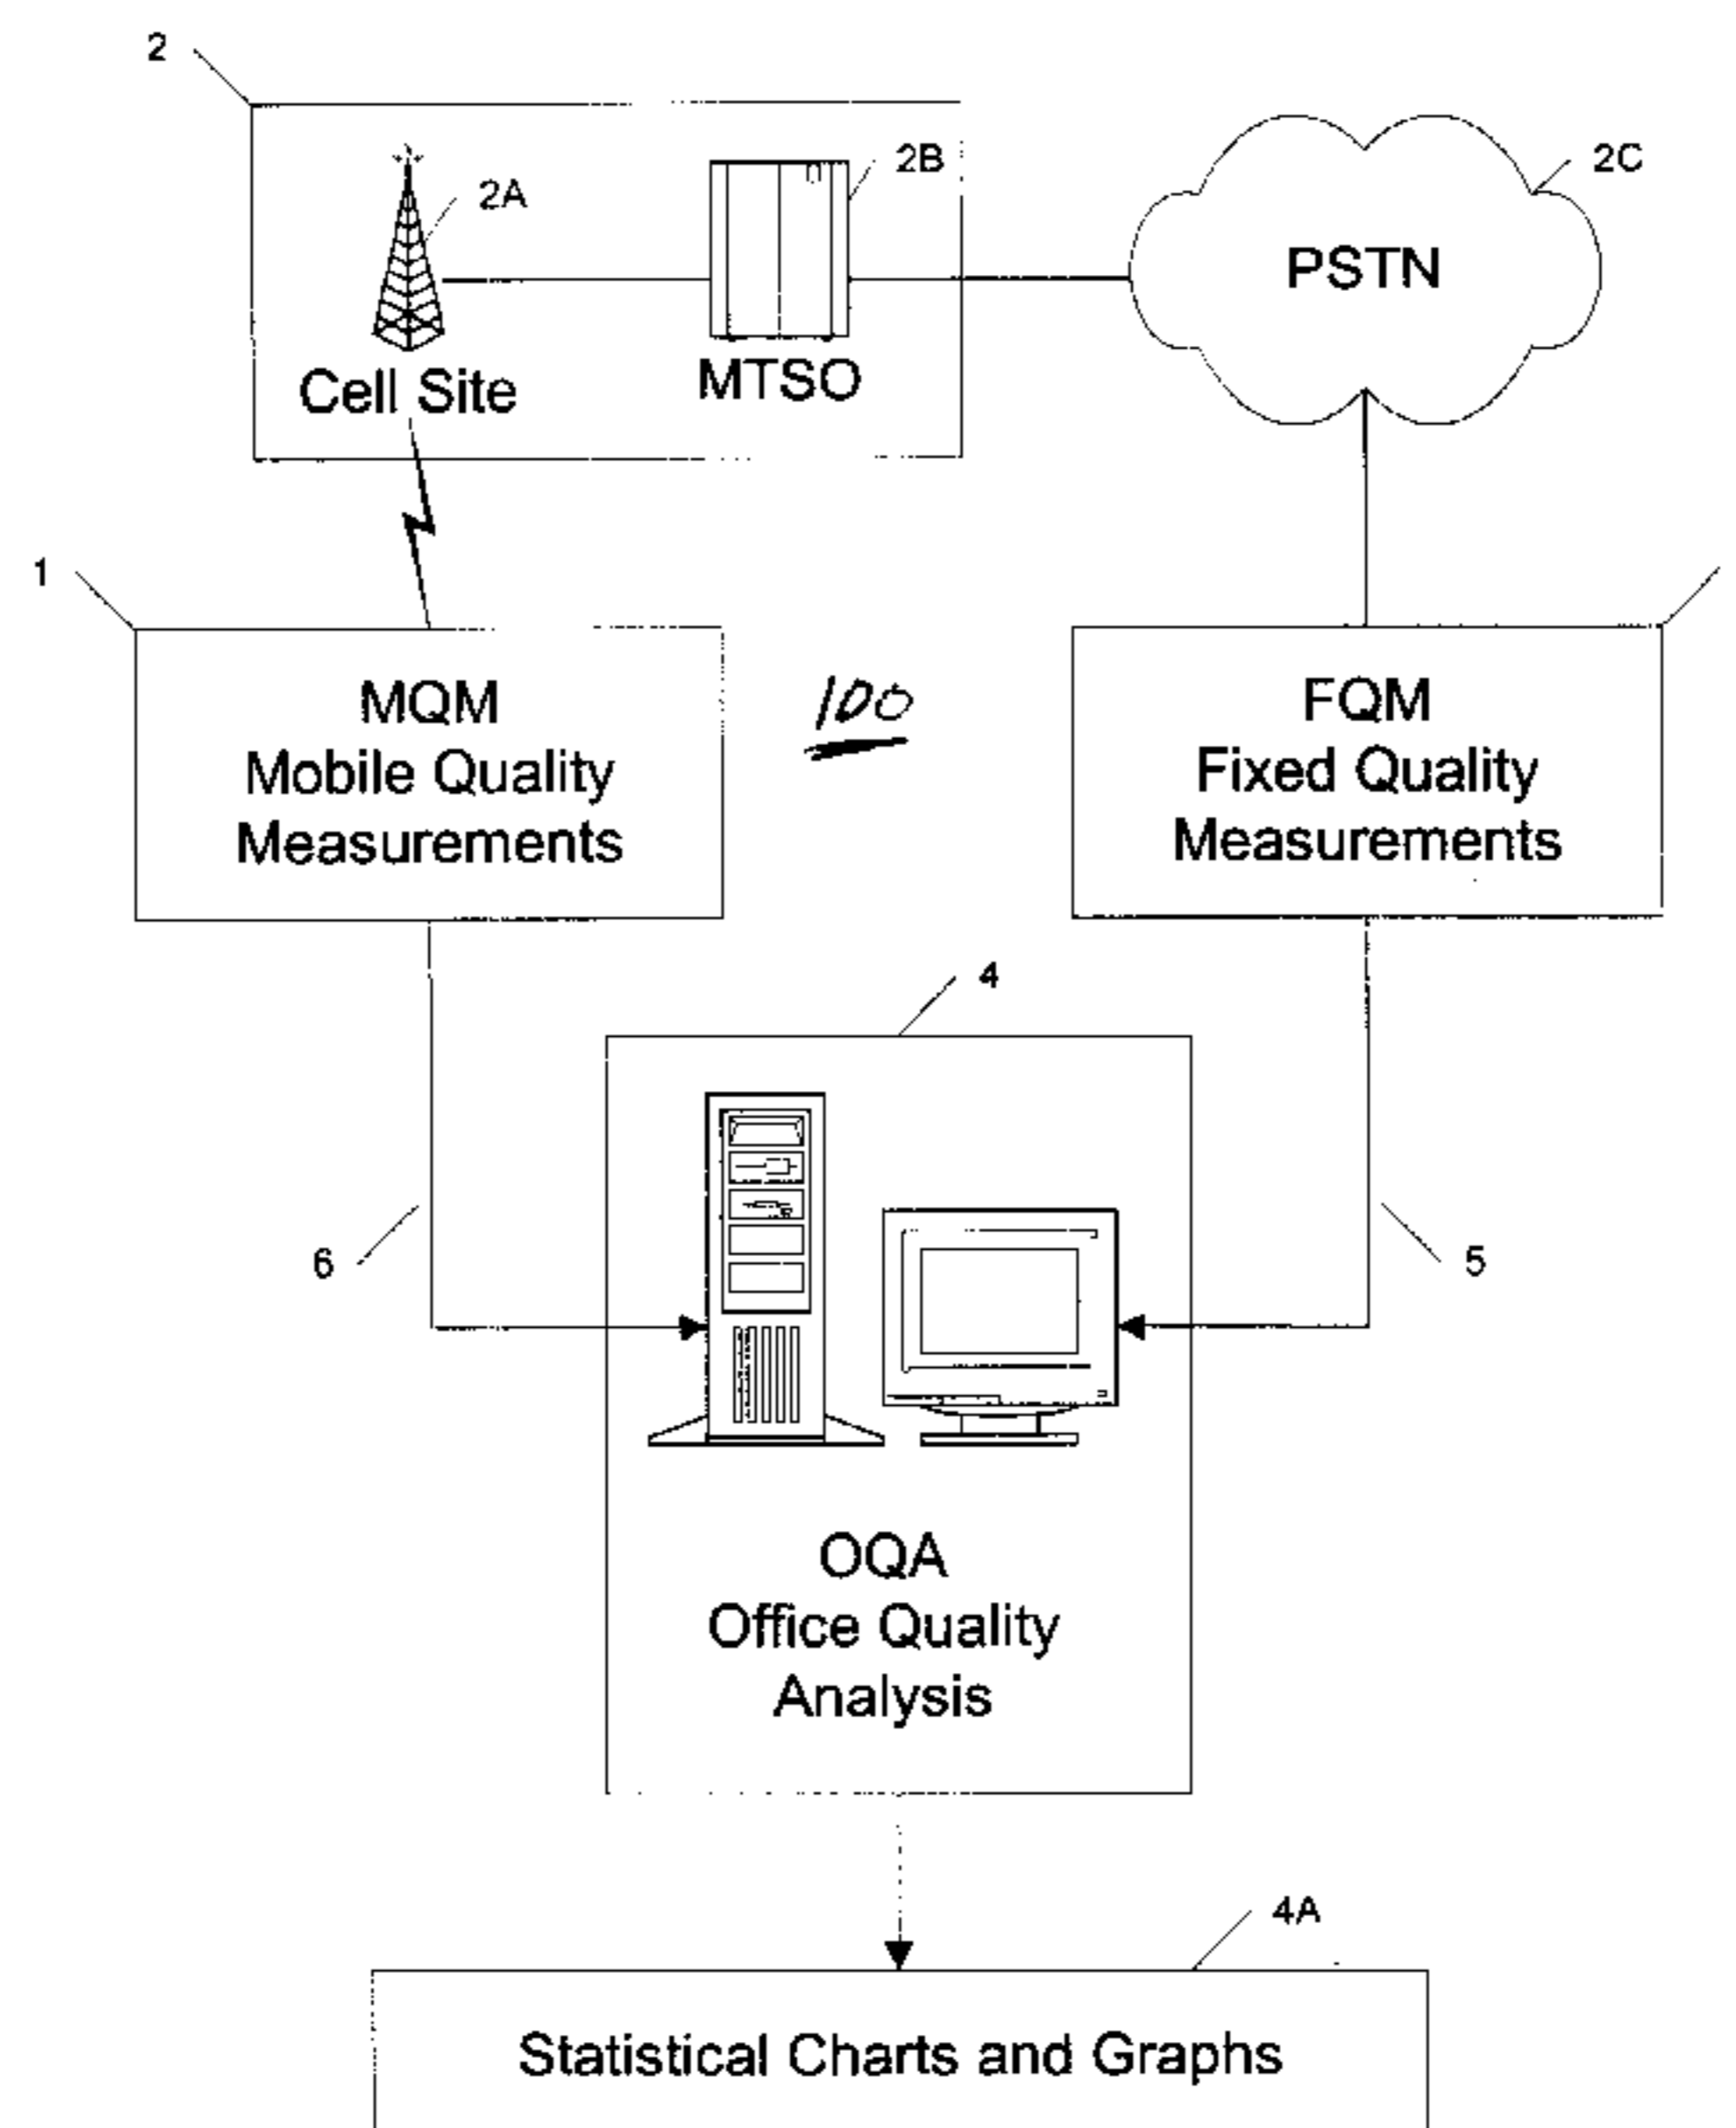 2
2A
2B
2C
PSTN
Cell Site
MTSO
1
MQM
Mobile Quality
Measurements
100
FQM
Fixed Quality
Measurements
4
6
5
OQA
Office Quality
Analysis
4A
Statistical Charts and Graphs